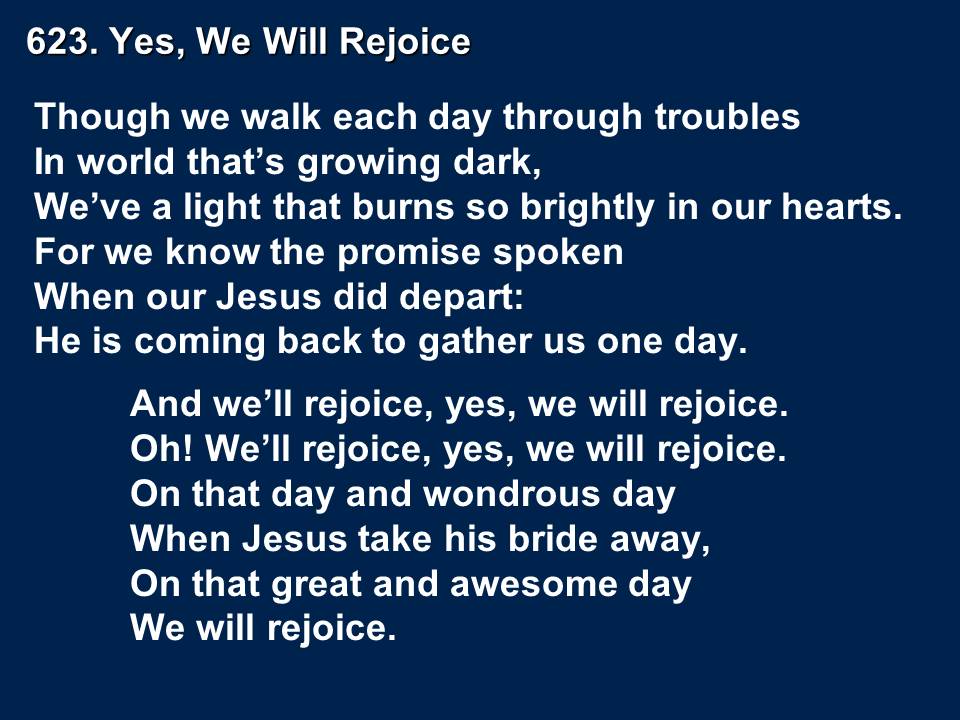 623. Yes, We Will Rejoice
Though we walk each day through troubles
In world that’s growing dark,
We’ve a light that burns so brightly in our hearts.
For we know the promise spoken
When our Jesus did depart:
He is coming back to gather us one day.
And we’ll rejoice, yes, we will rejoice.
Oh! We’ll rejoice, yes, we will rejoice.
On that day and wondrous day
When Jesus take his bride away,
On that great and awesome day
We will rejoice.